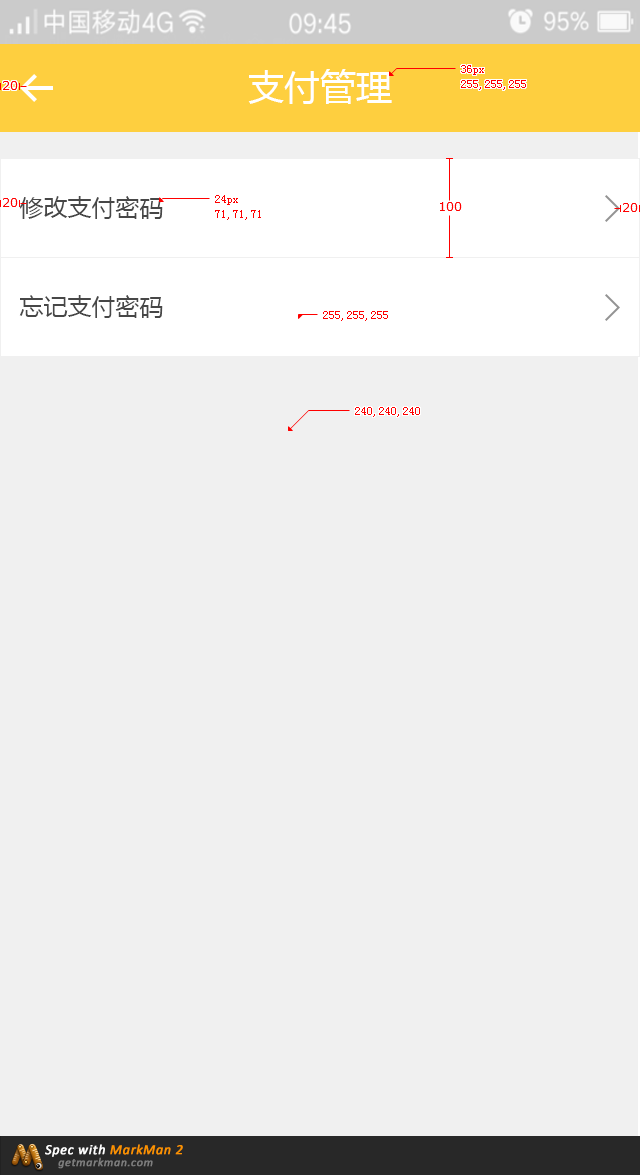 中国移动4G 09:45 95%
支付管理
36px
255, 255, 255
20
20
修改支付密码
24px
71, 71, 71
100
20
忘记支付密码
255, 255, 255
240, 240, 240
Spec with MarkMan 2
getmarkman.com